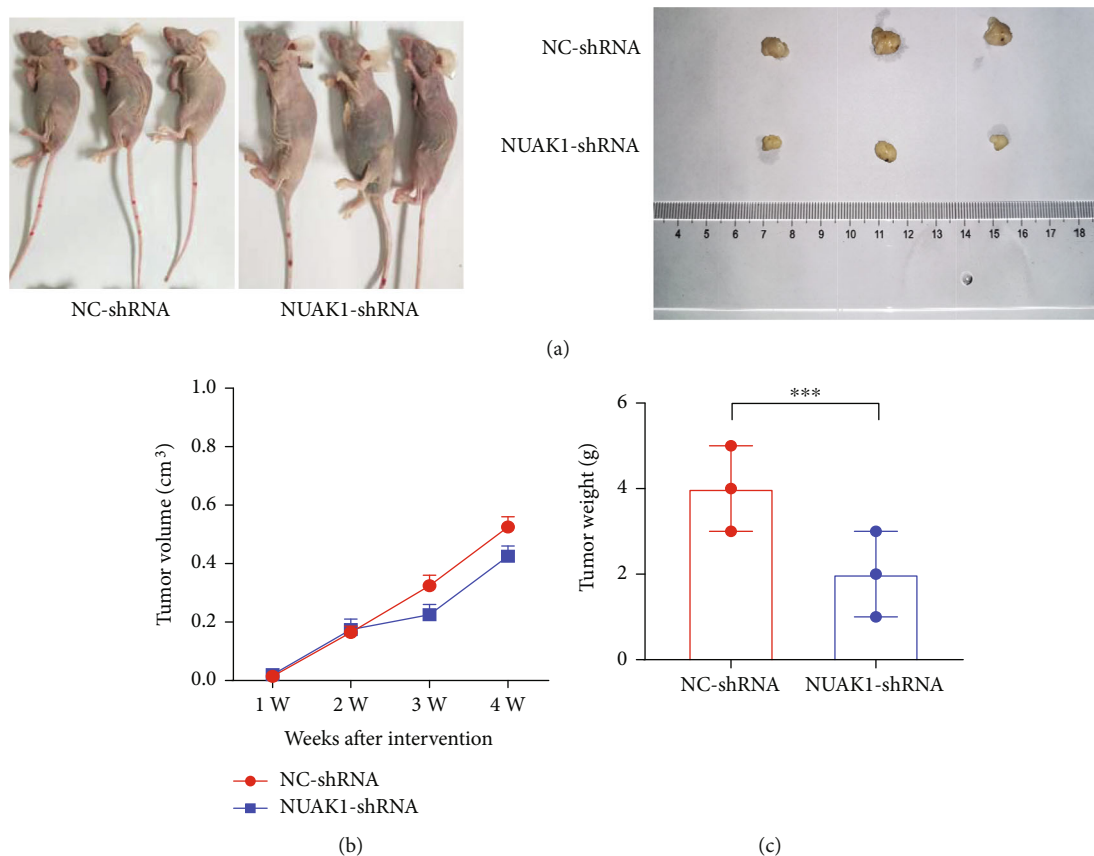 NC-shRNA
NUAK1-shRNA
NC-shRNA
NUAK1-shRNA
4 5 6 7 8 9 10 11 12 13 14 15 16 17 18
(a)
Tumor volume (cm³)
1.0
0.8
0.6
0.4
0.2
0.0
1 W 2 W 3 W 4 W
Weeks after intervention
NC-shRNA
NUAK1-shRNA
(b)
Tumor weight (g)
6
4
2
0
***
NC-shRNA NUAK1-shRNA
(c)